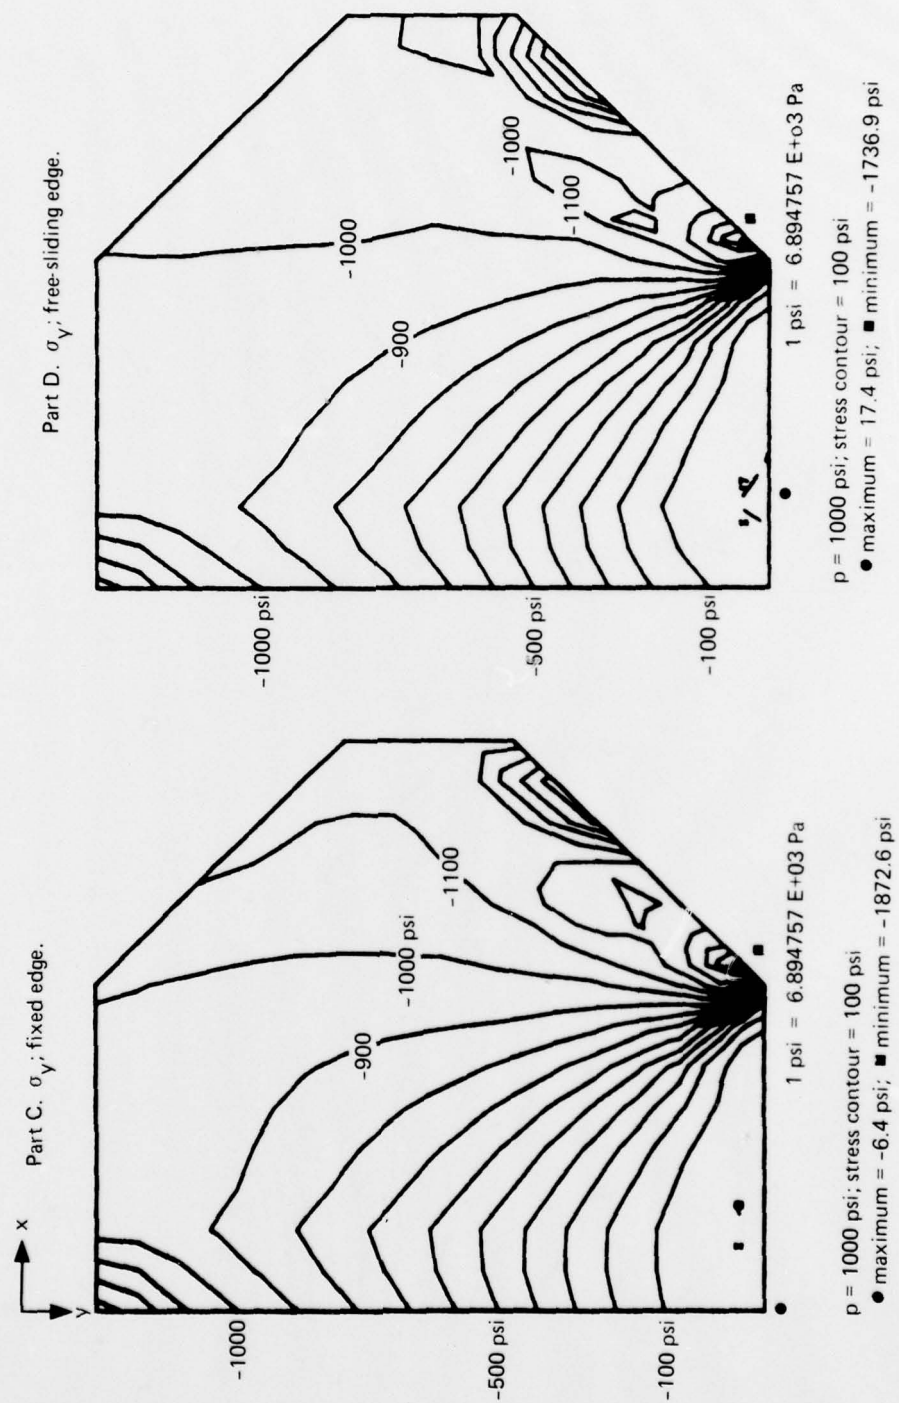 x
y
Part C. σy; fixed edge.
-1000
-500 psi
-100 psi
-900
-1000 psi
-1100
1 psi = 6.894757 E+03 Pa
p = 1000 psi; stress contour = 100 psi
● maximum = -6.4 psi; ■ minimum = -1872.6 psi
Part D. σy; free-sliding edge.
-1000 psi
-500 psi
-100 psi
-900
-1000
-1100
-1000
1 psi = 6.894757 E+o3 Pa
p = 1000 psi; stress contour = 100 psi
● maximum = 17.4 psi; ■ minimum = -1736.9 psi